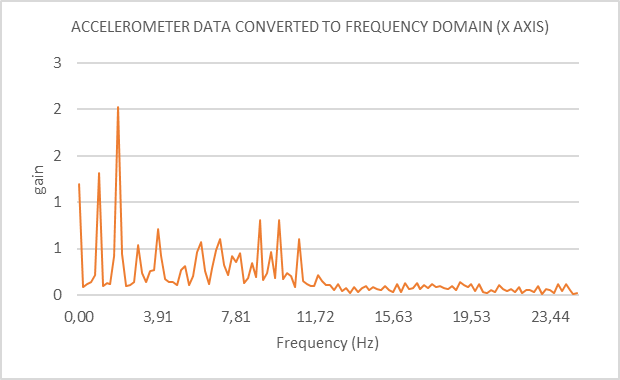 ACCELEROMETER DATA CONVERTED TO FREQUENCY DOMAIN (X AXIS)
3
2
2
1
1
0
gain
0,00 3,91 7,81 11,72 15,63 19,53 23,44
Frequency (Hz)